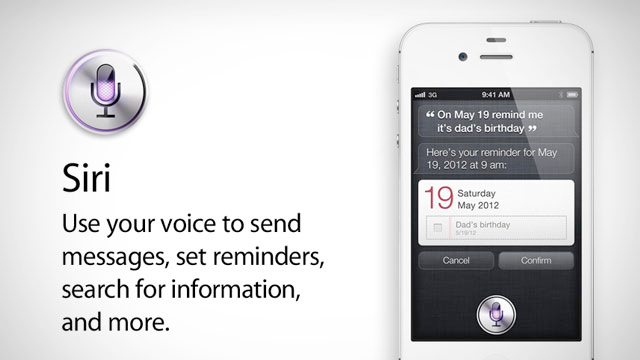 Siri
Use your voice to send
messages, set reminders,
search for information,
and more.
3G 9:41 AM
“ On May 19 remind me
it's dad's birthday ”
Here's your reminder for May
19, 2012 at 9 am:
19 Saturday
May 2012
Dad's birthday
5/19/12
Cancel Confirm